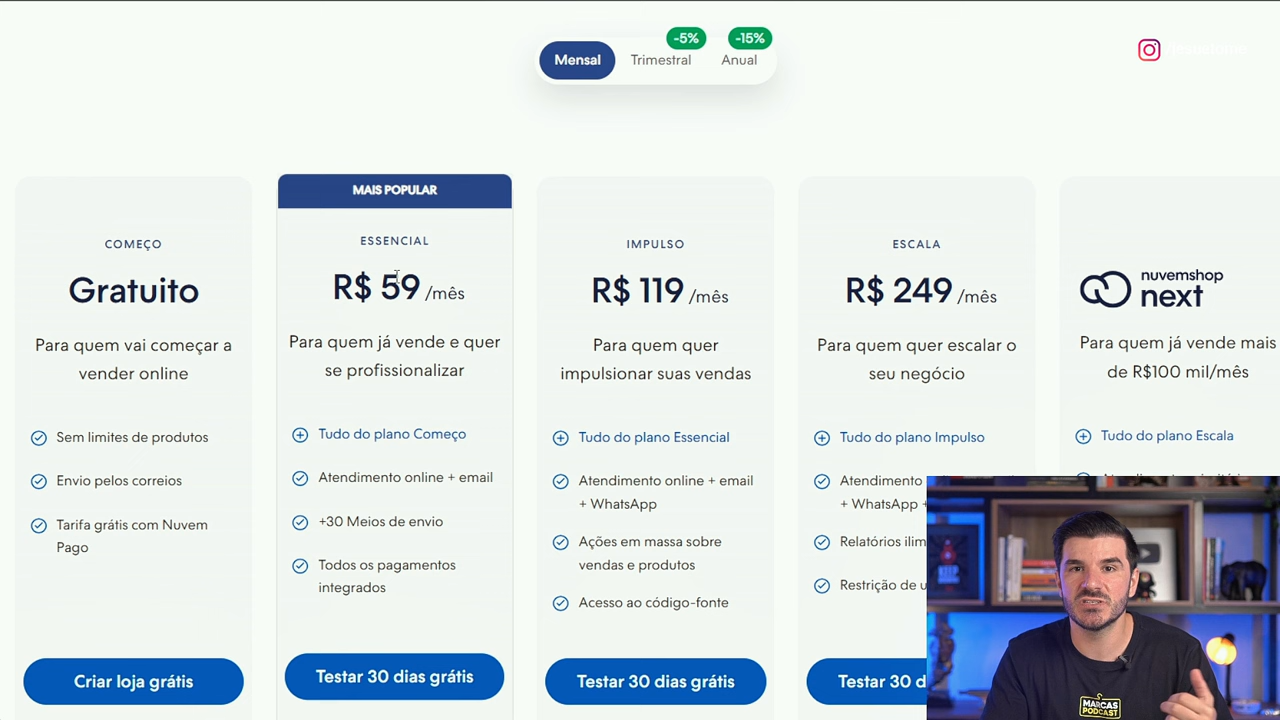 -5%
-15%
Mensal
Trimestral
Anual
COMEÇO
Gratuito
Para quem vai começar a
vender online
Sem limites de produtos
Envio pelos correios
Tarifa grátis com Nuvem
Pago
Criar loja grátis
MAIS POPULAR
ESSENCIAL
R$ 59 /mês
Para quem já vende e quer
se profissionalizar
Tudo do plano Começo
Atendimento online + email
+30 Meios de envio
Todos os pagamentos
integrados
Testar 30 dias grátis
IMPULSO
R$ 119 /mês
Para quem quer
impulsionar suas vendas
Tudo do plano Essencial
Atendimento online + email
+ WhatsApp
Ações em massa sobre
vendas e produtos
Acesso ao código-fonte
Testar 30 dias grátis
ESCALA
R$ 249 /mês
Para quem quer escalar o
seu negócio
Tudo do plano Impulso
Atendimento
+ WhatsApp +
Relatórios ilim
Restrição de u
Testar 30 d
nuvemshop
next
Para quem já vende mais
de R$100 mil/mês
Tudo do plano Escala
MARCAS
PODCAST